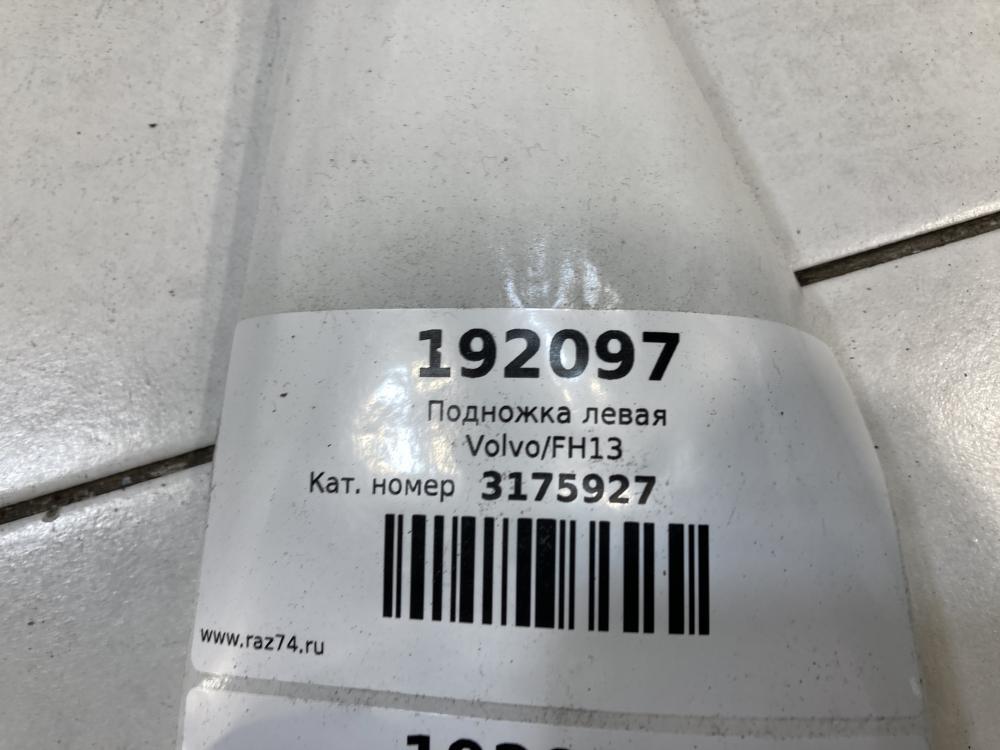 192097
Подножка левая
Volvo/FH13
Кат. номер 3175927
www.raz74.ru